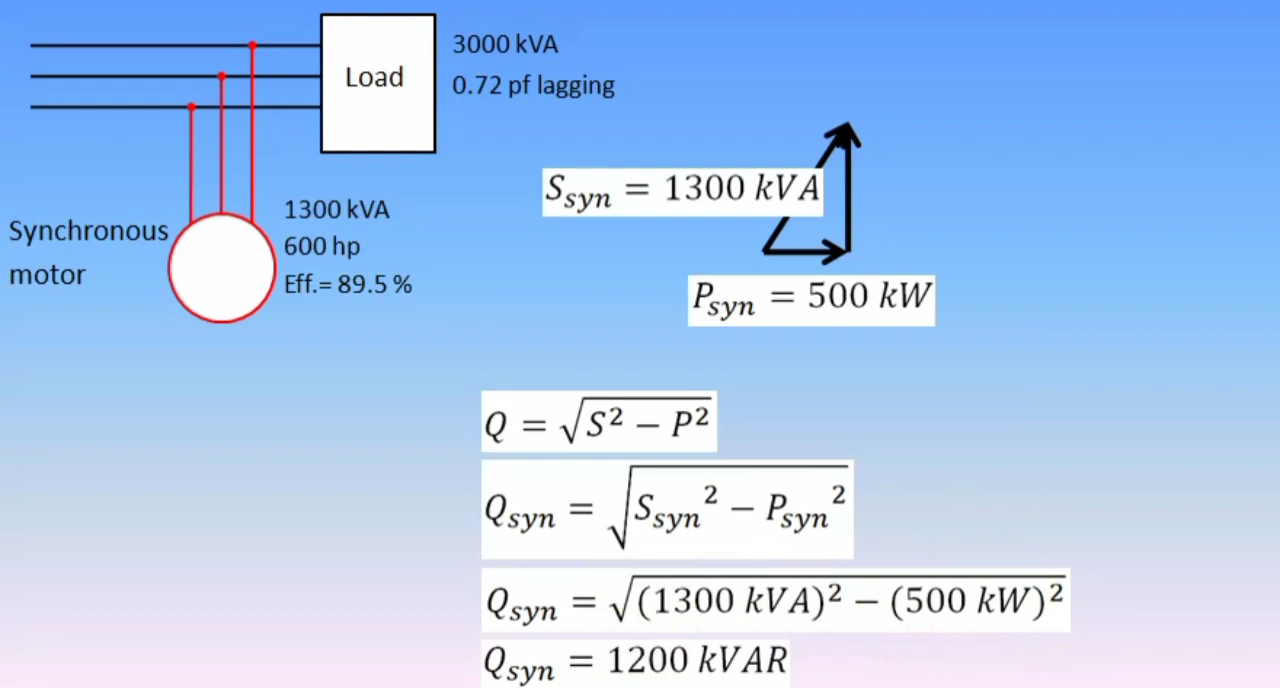 Load
3000 kVA
0.72 pf lagging
Synchronous
motor
1300 kVA
600 hp
Eff.= 89.5 %
S_syn = 1300 kVA
P_syn = 500 kW
Q = √(S² − P²)
Q_syn = √(S_syn² − P_syn²)
Q_syn = √((1300 kVA)² − (500 kW)²)
Q_syn = 1200 kVAR